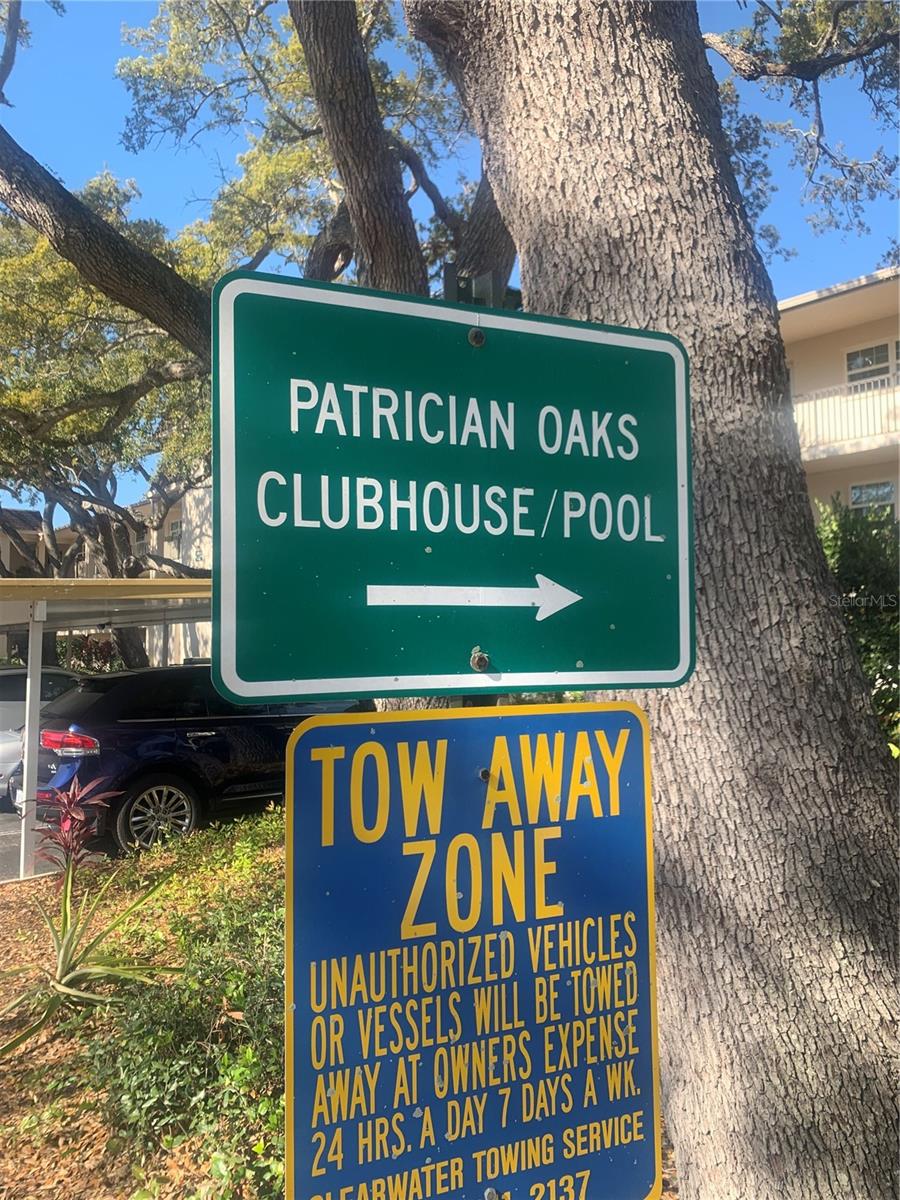 PATRICIAN OAKS
CLUBHOUSE/POOL
StellarMLS
TOW AWAY
ZONE
UNAUTHORIZED VEHICLES
OR VESSELS WILL BE TOWED
AWAY AT OWNERS EXPENSE
24 HRS. A DAY 7 DAYS A WK.
CLEARWATER TOWING SERVICE
2137